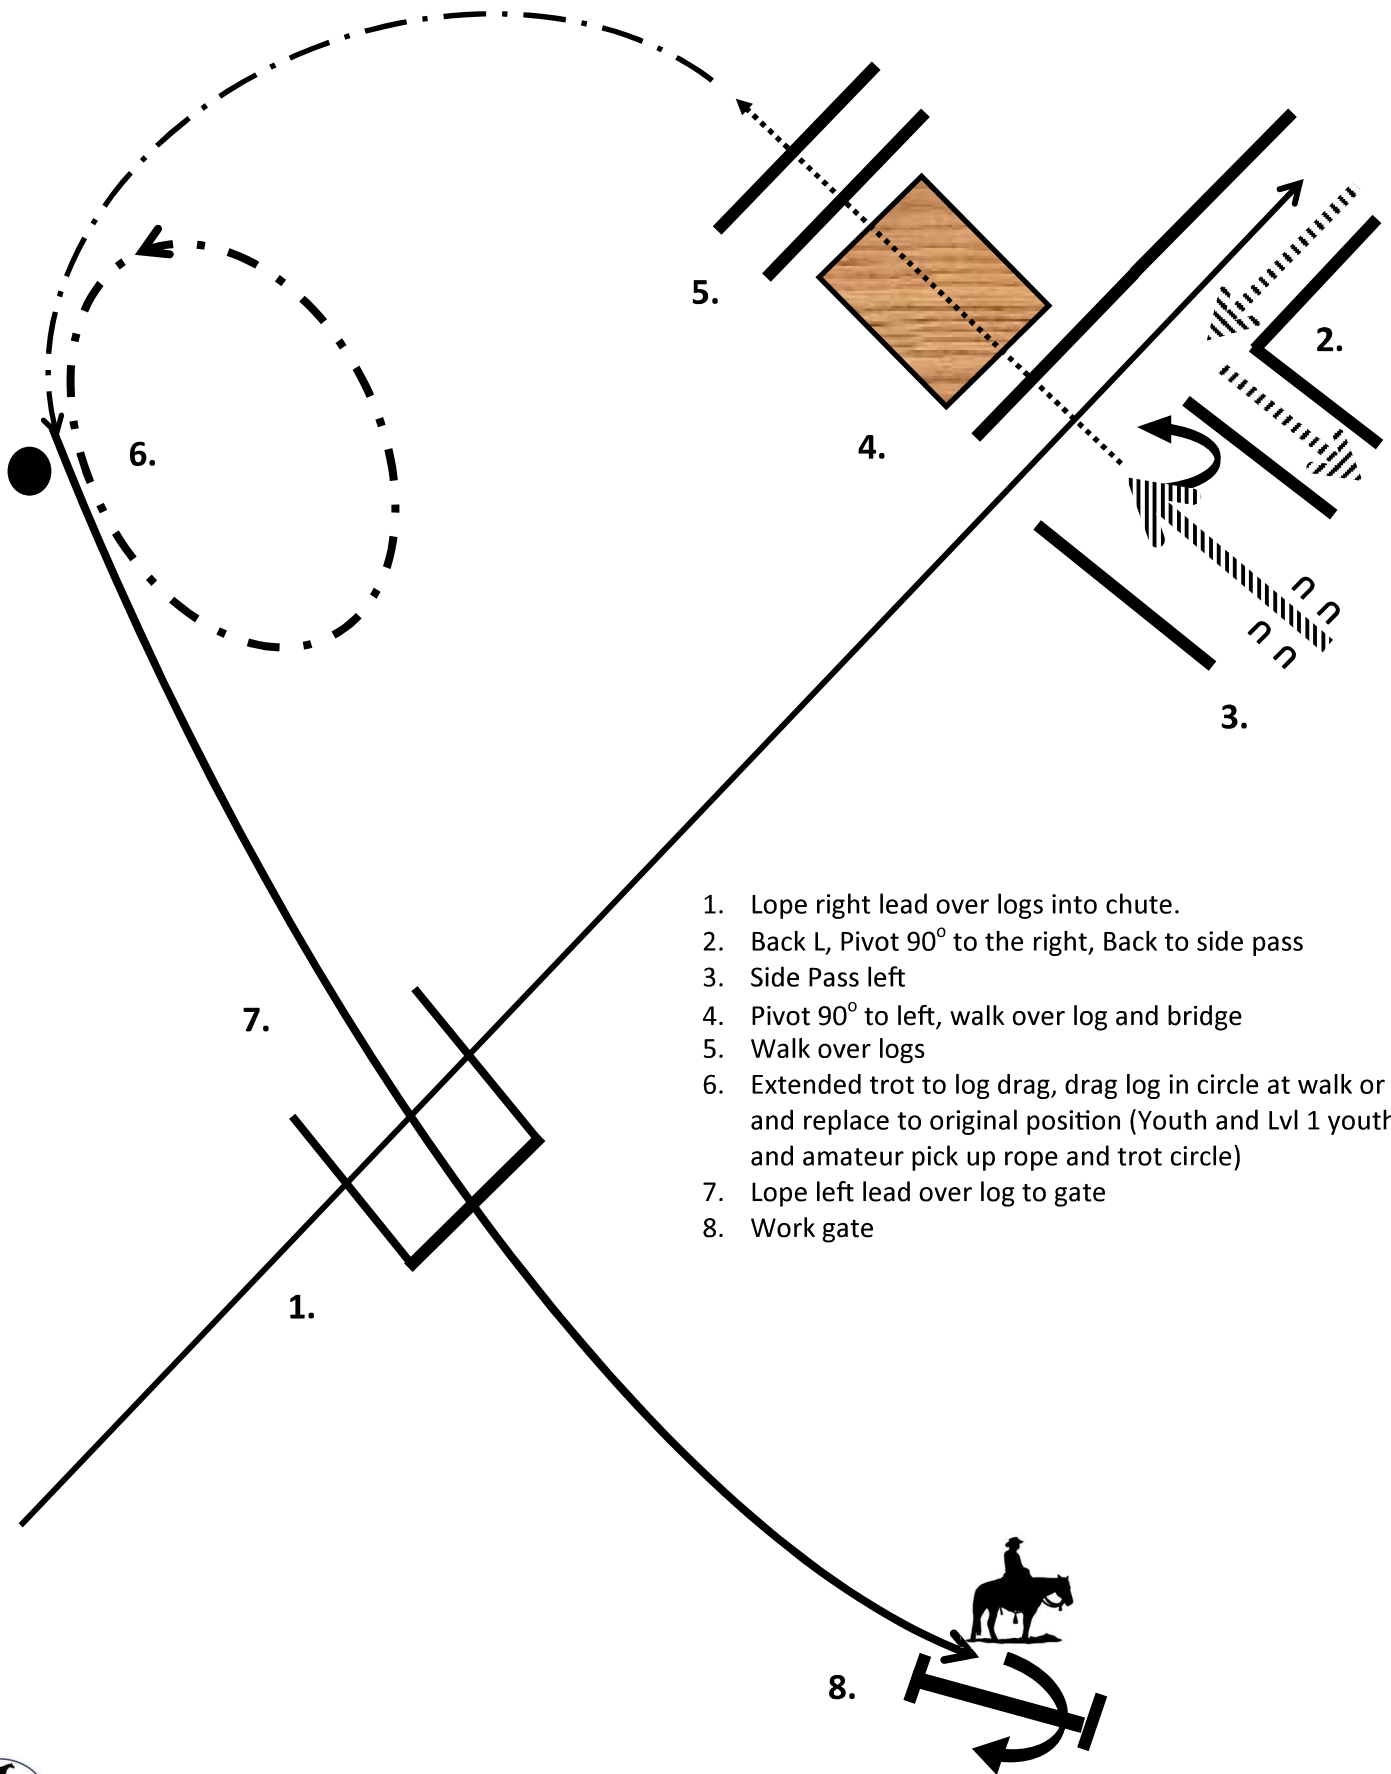 5.
2.
6.
4.
3.
1. Lope right lead over logs into chute.
2. Back L, Pivot 90o to the right, Back to side pass
3. Side Pass left
4. Pivot 90o to left, walk over log and bridge
5. Walk over logs
6. Extended trot to log drag, drag log in circle at walk or
and replace to original position (Youth and Lvl 1 youth
and amateur pick up rope and trot circle)
7. Lope left lead over log to gate
8. Work gate
7.
1.
8.